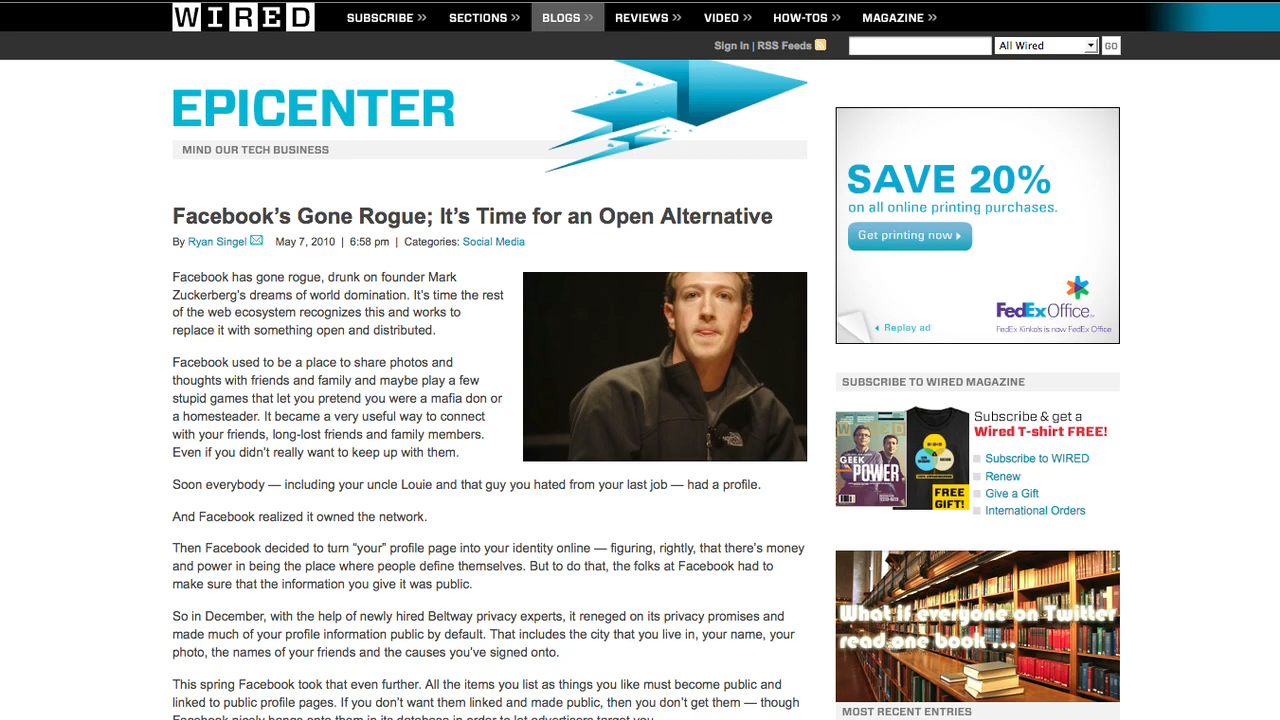 WIRED
SUBSCRIBE >> SECTIONS >> BLOGS >> REVIEWS >> VIDEO >> HOW-TOS >> MAGAZINE >>
Sign In | RSS Feeds All Wired GO
EPICENTER
MIND OUR TECH BUSINESS
Facebook’s Gone Rogue; It’s Time for an Open Alternative
By Ryan Singel May 7, 2010 | 6:58 pm | Categories: Social Media
Facebook has gone rogue, drunk on founder Mark
Zuckerberg’s dreams of world domination. It’s time the rest
of the web ecosystem recognizes this and works to
replace it with something open and distributed.
Facebook used to be a place to share photos and
thoughts with friends and family and maybe play a few
stupid games that let you pretend you were a mafia don or
a homesteader. It became a very useful way to connect
with your friends, long-lost friends and family members.
Even if you didn’t really want to keep up with them.
Soon everybody — including your uncle Louie and that guy you hated from your last job — had a profile.
And Facebook realized it owned the network.
Then Facebook decided to turn “your” profile page into your identity online — figuring, rightly, that there’s money
and power in being the place where people define themselves. But to do that, the folks at Facebook had to
make sure that the information you give it was public.
So in December, with the help of newly hired Beltway privacy experts, it reneged on its privacy promises and
made much of your profile information public by default. That includes the city that you live in, your name, your
photo, the names of your friends and the causes you’ve signed onto.
This spring Facebook took that even further. All the items you list as things you like must become public and
linked to public profile pages. If you don’t want them linked and made public, then you don’t get them — though
Facebook nicely hangs onto them in its database in order to let advertisers target you.
SAVE 20%
on all online printing purchases.
Get printing now
FedEx Office
Replay ad
FedEx Kinko's is now FedEx Office
SUBSCRIBE TO WIRED MAGAZINE
WIRED
GEEK
POWER
FREE
GIFT!
Subscribe & get a
Wired T-shirt FREE!
Subscribe to WIRED
Renew
Give a Gift
International Orders
What if everyone on Twitter
read one book ...
MOST RECENT ENTRIES